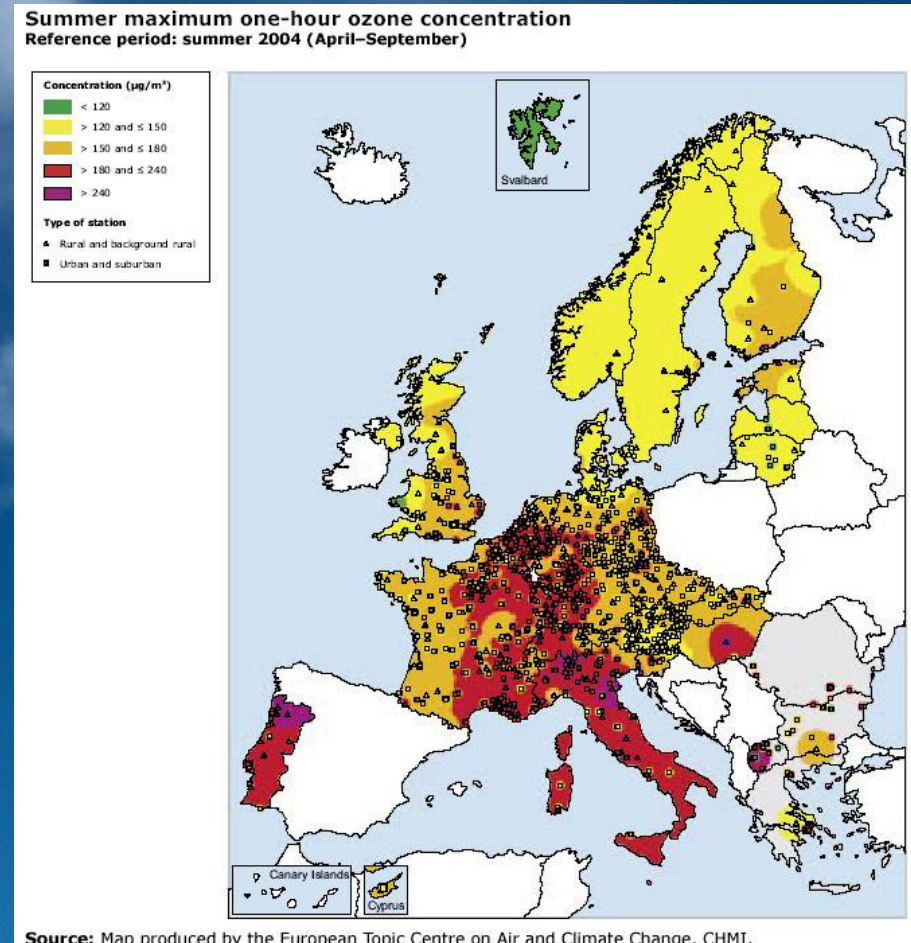 Summer maximum one-hour ozone concentration
Reference period: summer 2004 (April–September)
Concentration (µg/m³)
< 120
> 120 and ≤ 150
> 150 and ≤ 180
> 180 and ≤ 240
> 240
Type of station
Rural and background rural
Urban and suburban
Svalbard
Canary Islands
Cyprus
Source: Map produced by the European Topic Centre on Air and Climate Change, CHMI.